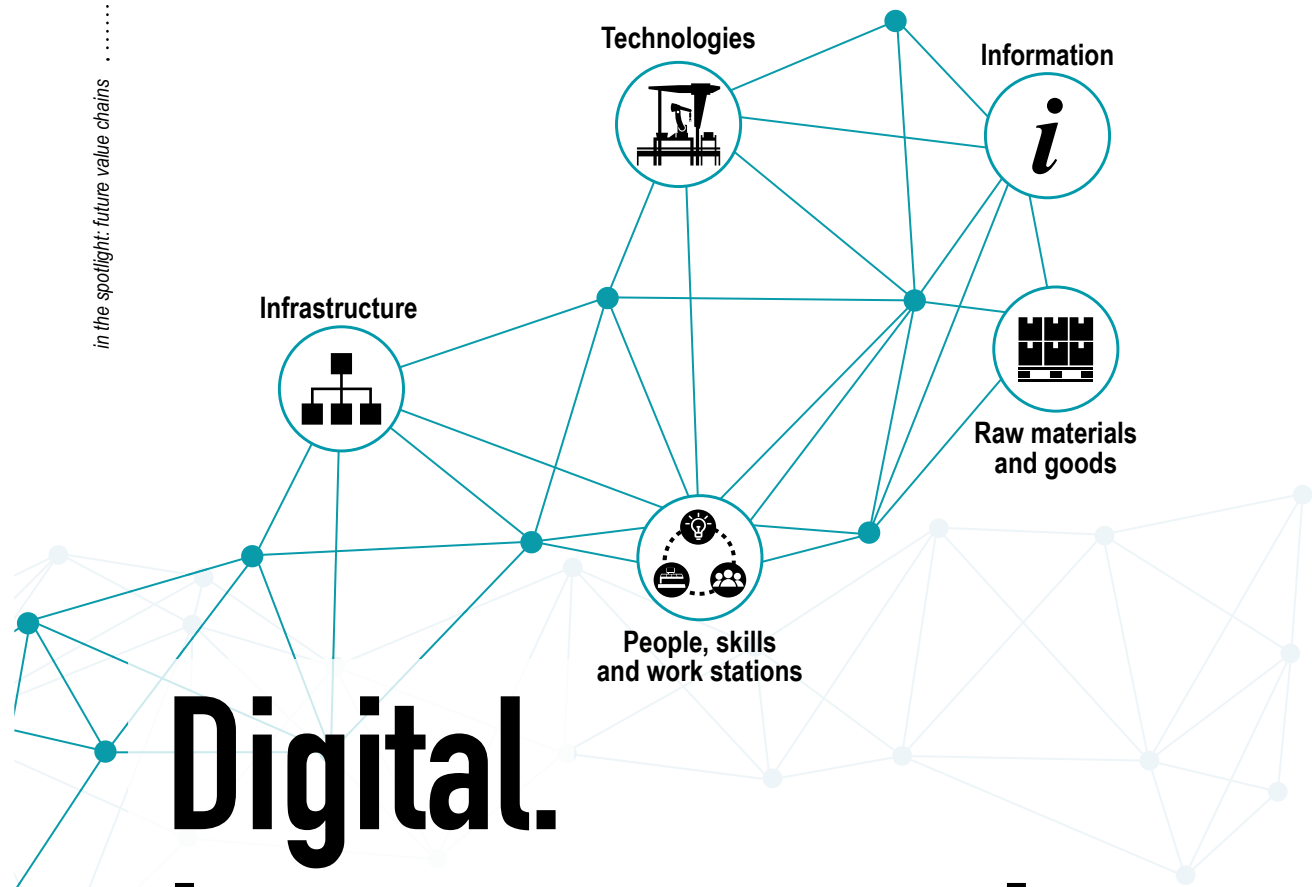 in the spotlight: future value chains ......
Technologies
Information
i
Infrastructure
Raw materials
and goods
People, skills
and work stations
Digital.